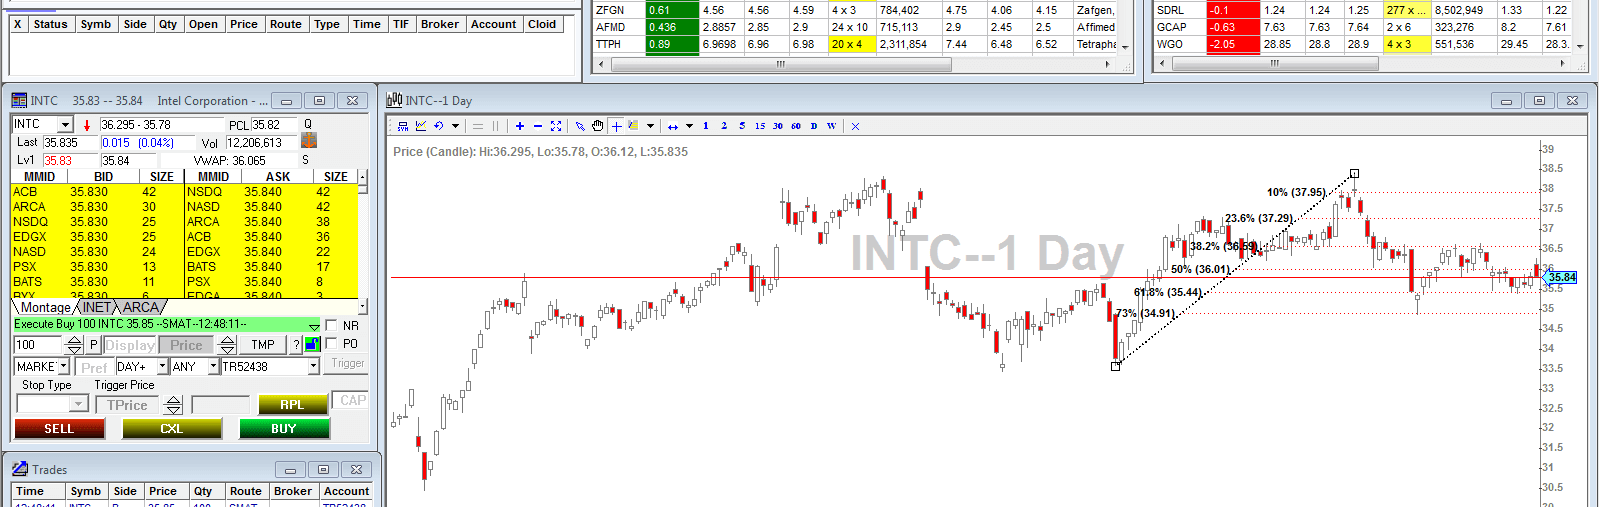 X Status Symb Side Qty Open Price Route Type Time TIF Broker Account Cloid
ZFGN 0.61 4.56 4.56 4.59 4 x 3 784,402 4.75 4.06 4.15 Zafgen,
AFMD 0.436 2.8857 2.85 2.9 24 x 10 715,113 2.9 2.45 2.5 Affimed
TTPH 0.89 6.9698 6.96 6.98 20 x 4 2,311,854 7.44 6.48 6.52 Tetrapha
SDRL -0.1 1.24 1.24 1.25 277 x ... 8,502,949 1.33 1.22
GCAP -0.63 7.63 7.63 7.64 2 x 6 323,276 8.2 7.61
WGO -2.05 28.85 28.8 28.9 4 x 3 551,536 29.45 28.3.
INTC 35.83 -- 35.84 Intel Corporation - ...
INTC 36.295 - 35.78 PCL 35.82 Q
Last 35.835 0.015 (0.04%) Vol 12,206,613
Lv1 35.83 35.84 VWAP: 36.065 S
MMID BID SIZE MMID ASK SIZE
ACB 35.830 42 NSDQ 35.840 42
ARCA 35.830 30 NASD 35.840 42
NSDQ 35.830 25 ARCA 35.840 38
EDGX 35.830 25 ACB 35.840 36
NASD 35.830 24 EDGX 35.840 22
PSX 35.830 13 BATS 35.840 17
BATS 35.830 11 PSX 35.840 8
BYX 35.830 6 EDGA 35.840 3
Montage INET ARCA
Execute Buy 100 INTC 35.85 --SMAT--12:48:11-- NR
100 P Display Price TMP ? PO
MARKE Pref DAY+ ANY TR52438 Trigger
Stop Type Trigger Price
TPrice RPL CAP
SELL CXL BUY
Trades
Time Symb Side Price Qty Route Broker Account
12:48:11 INTC B 35.85 100 SMAT TR52438
INTC--1 Day
SYM 1 2 5 15 30 60 D W
Price (Candle): Hi:36.295, Lo:35.78, O:36.12, L:35.835
INTC--1 Day
10% (37.95)
23.6% (37.29)
38.2% (36.59)
50% (36.01)
61.8% (35.44)
73% (34.91)
39
38.5
38
37.5
37
36.5
36
35.84
35.5
35
34.5
34
33.5
33
32.5
32
31.5
31
30.5